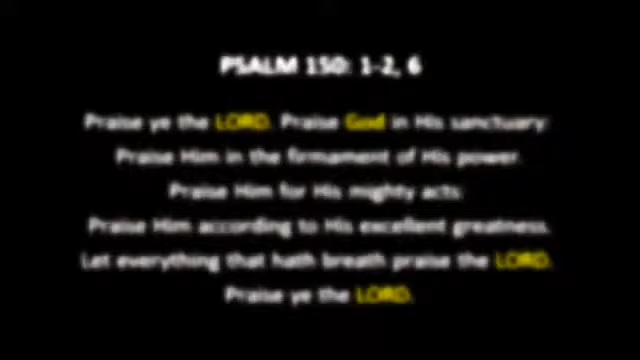 PSALM 150: 1-2, 6
Praise ye the LORD. Praise God in His sanctuary:
Praise Him in the firmament of His power.
Praise Him for His mighty acts:
Praise Him according to His excellent greatness.
Let everything that hath breath praise the LORD.
Praise ye the LORD.